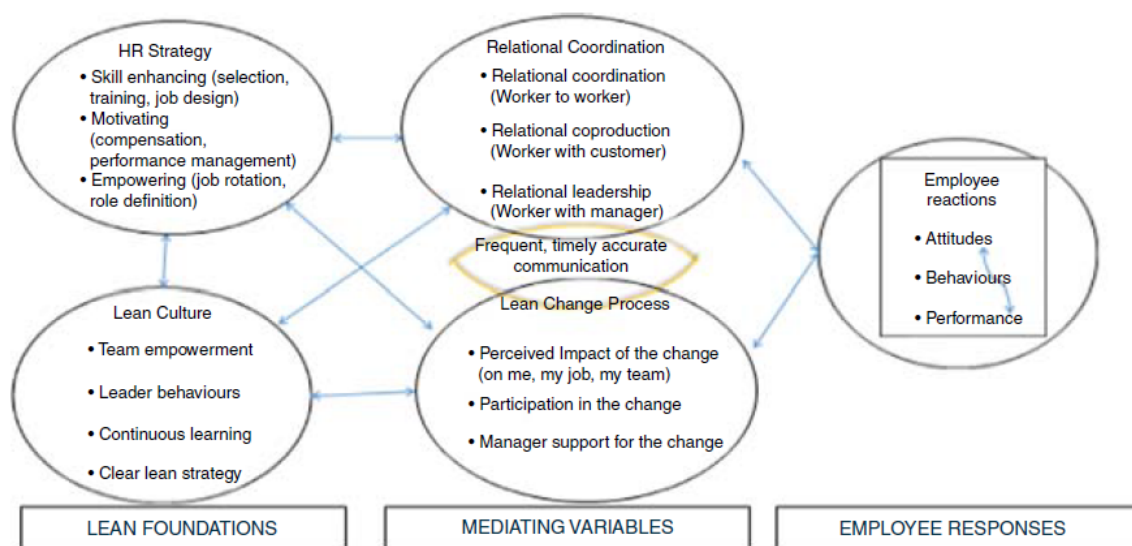 HR Strategy
• Skill enhancing (selection,
training, job design)
• Motivating
(compensation,
performance management)
• Empowering (job rotation,
role definition)
Relational Coordination
• Relational coordination
(Worker to worker)
• Relational coproduction
(Worker with customer)
• Relational leadership
(Worker with manager)
Frequent, timely accurate
communication
Lean Culture
• Team empowerment
• Leader behaviours
• Continuous learning
• Clear lean strategy
Lean Change Process
• Perceived Impact of the change
(on me, my job, my team)
• Participation in the change
• Manager support for the change
Employee
reactions
• Attitudes
• Behaviours
• Performance
LEAN FOUNDATIONS
MEDIATING VARIABLES
EMPLOYEE RESPONSES